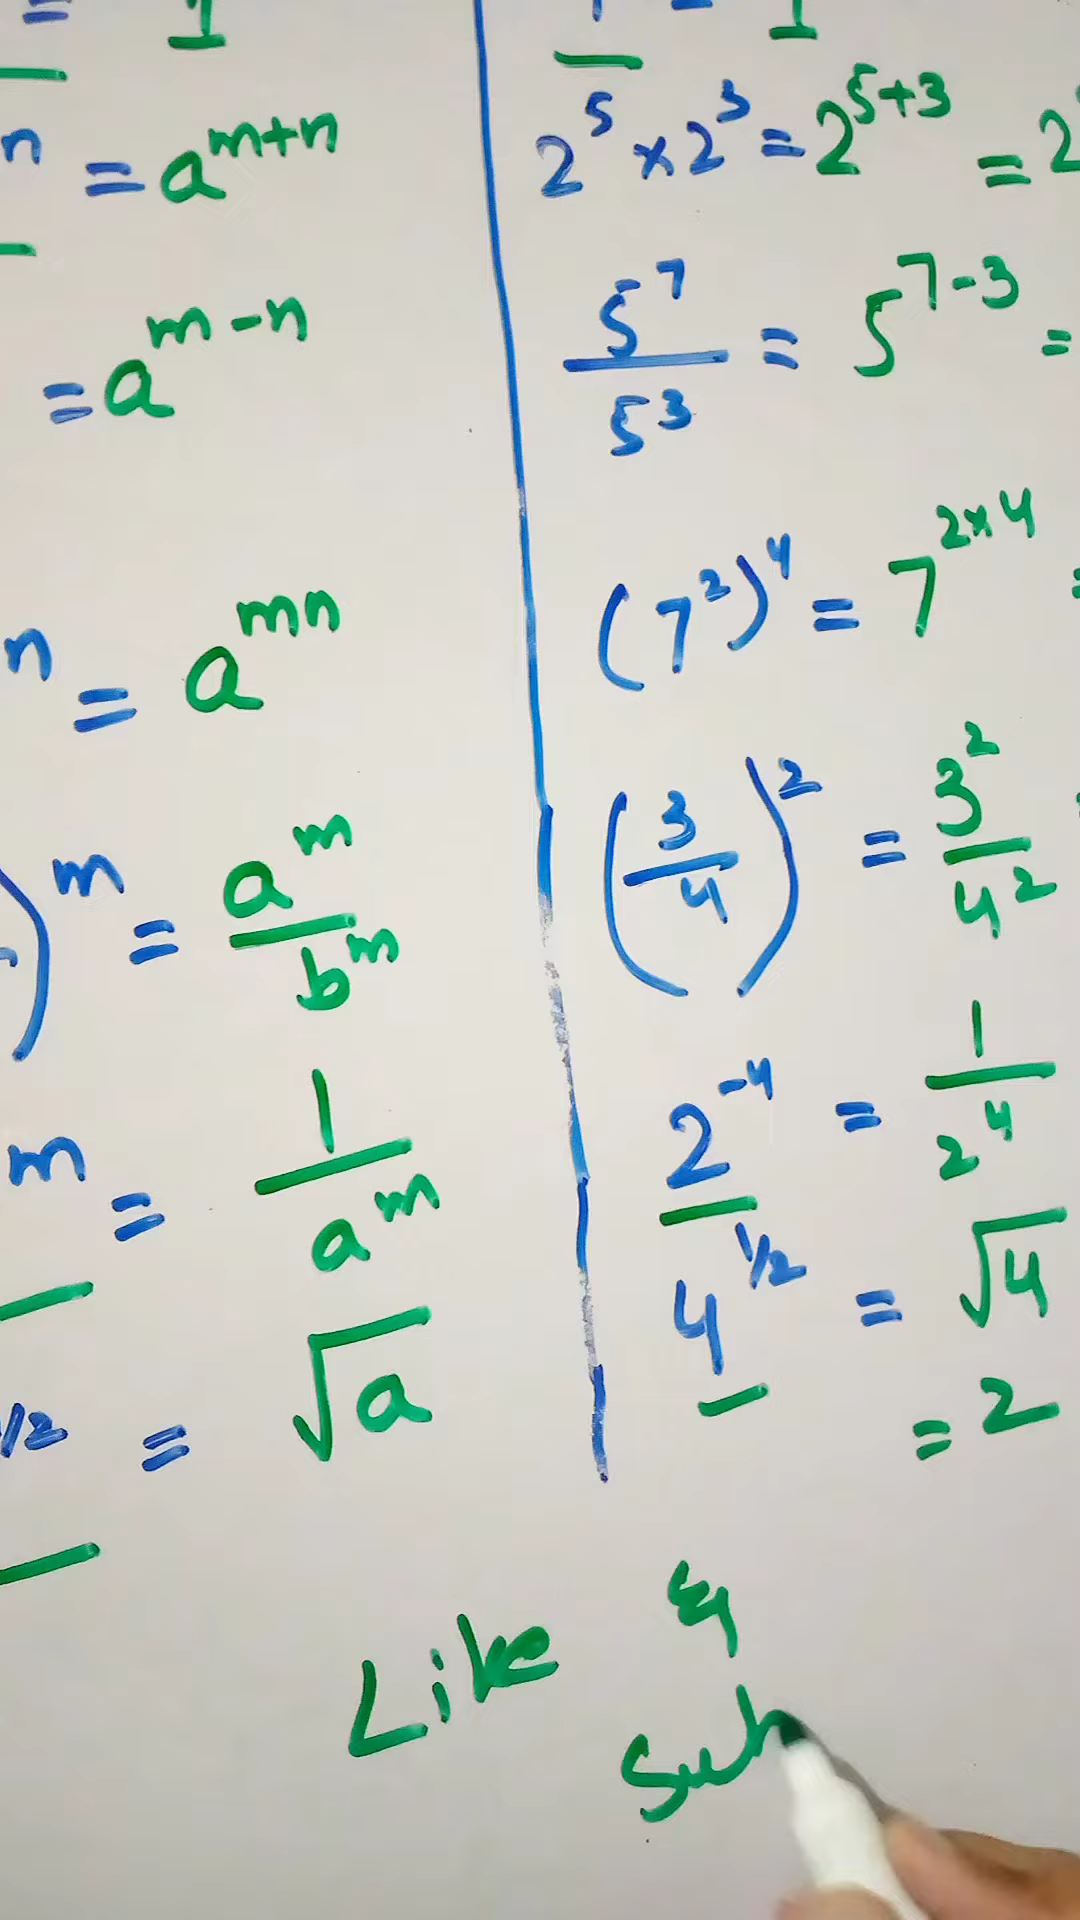 = 1
n = a^{m+n}
= a^{m-n}
n = a^{mn}
)^m = a^m/b^m
m = 1/a^m
1/2 = √a
= 1
2^5 × 2^3 = 2^{5+3} = 2
5^7/5^3 = 5^{7-3} =
(7^2)^4 = 7^{2×4}
(3/4)^2 = 3^2/4^2
2^{-4} = 1/2^4
4^{1/2} = √4
= 2
Like &
Sub